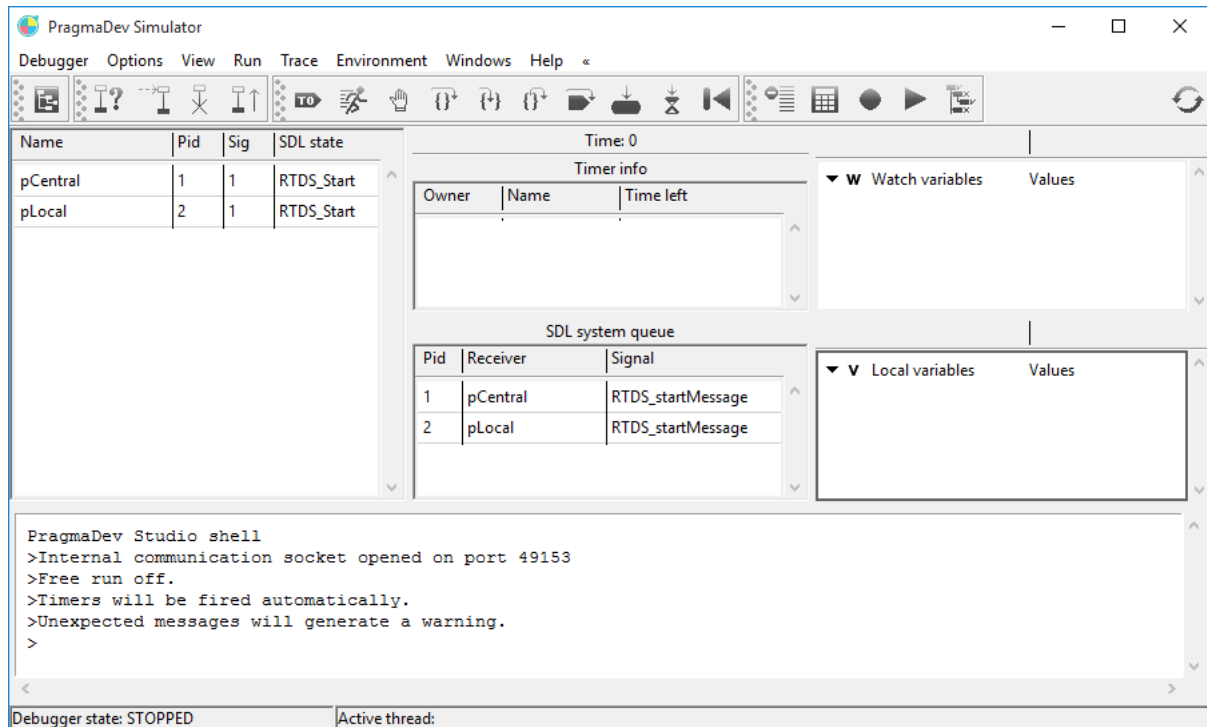 PragmaDev Simulator
Debugger Options View Run Trace Environment Windows Help «
? TO {} {} {}
Name Pid Sig SDL state
pCentral 1 1 RTDS_Start
pLocal 2 1 RTDS_Start
Time: 0
Timer info
Owner Name Time left
SDL system queue
Pid Receiver Signal
1 pCentral RTDS_startMessage
2 pLocal RTDS_startMessage
W Watch variables Values
V Local variables Values
PragmaDev Studio shell
>Internal communication socket opened on port 49153
>Free run off.
>Timers will be fired automatically.
>Unexpected messages will generate a warning.
>
Debugger state: STOPPED Active thread: